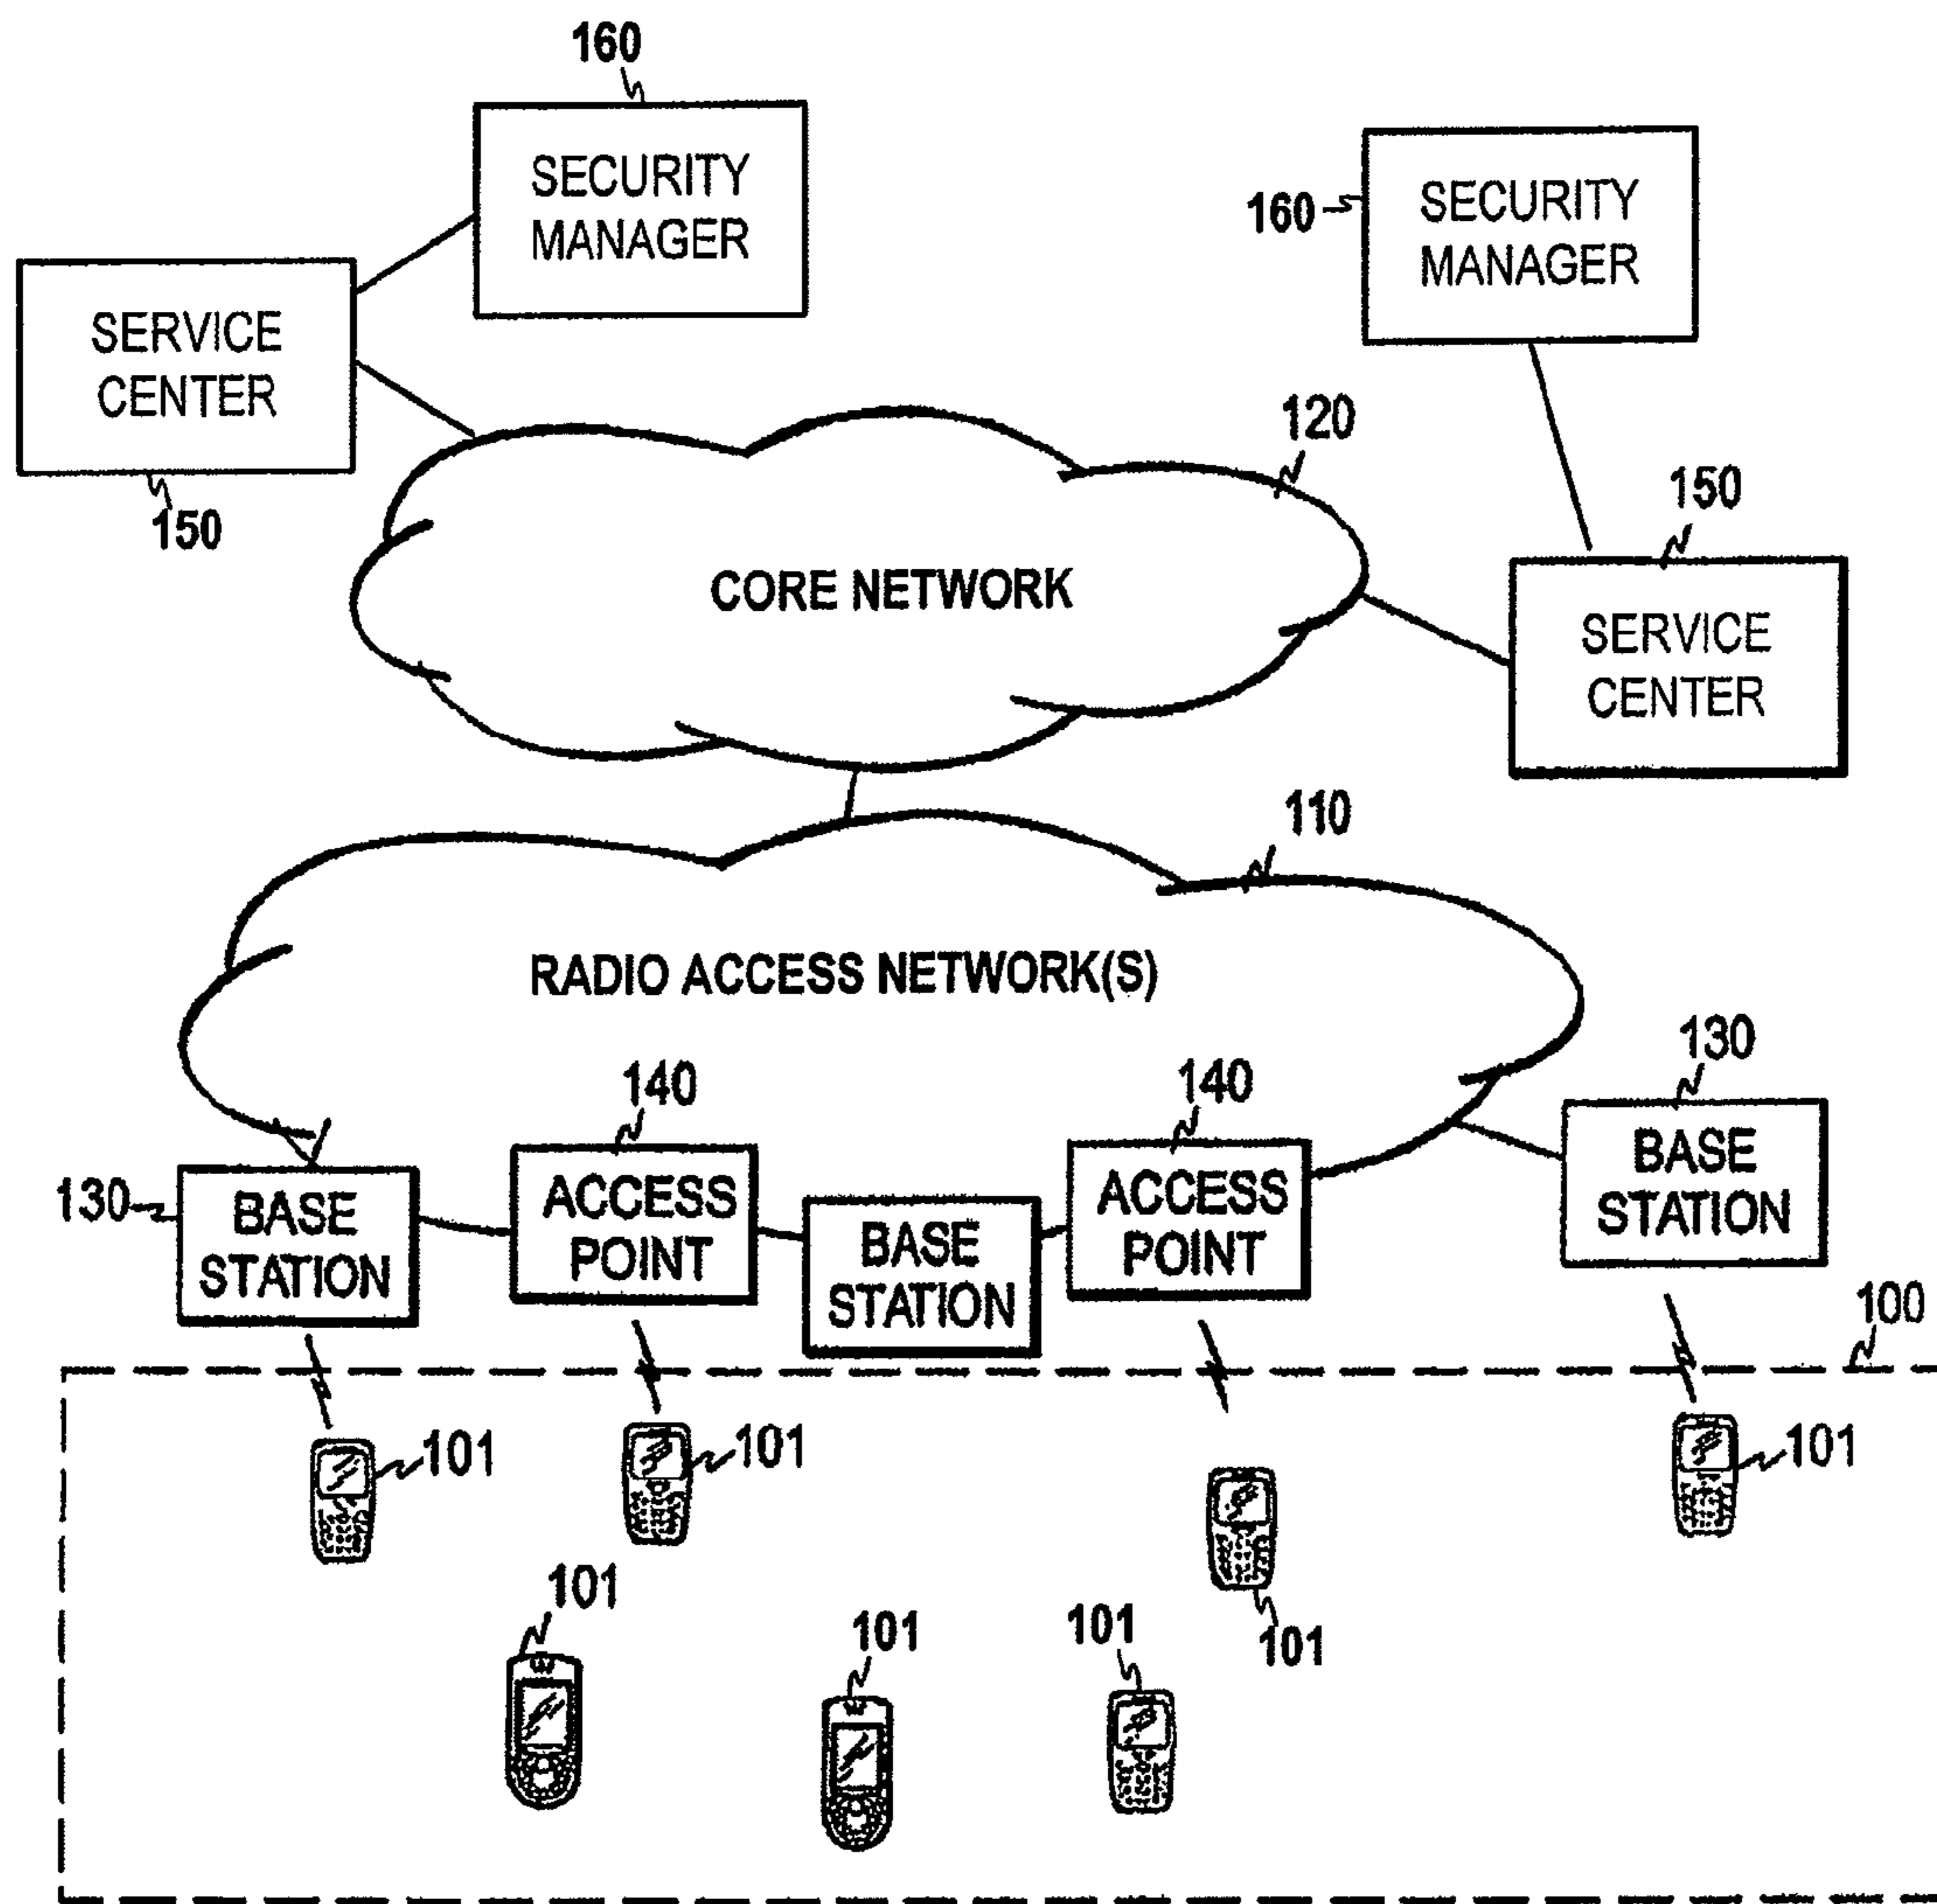 160
SECURITY
MANAGER
160
SECURITY
MANAGER
SERVICE
CENTER
150
120
CORE NETWORK
150
SERVICE
CENTER
110
RADIO ACCESS NETWORK(S)
140
140
130
130
BASE
STATION
ACCESS
POINT
BASE
STATION
ACCESS
POINT
BASE
STATION
100
101
101
101
101
101
101
101